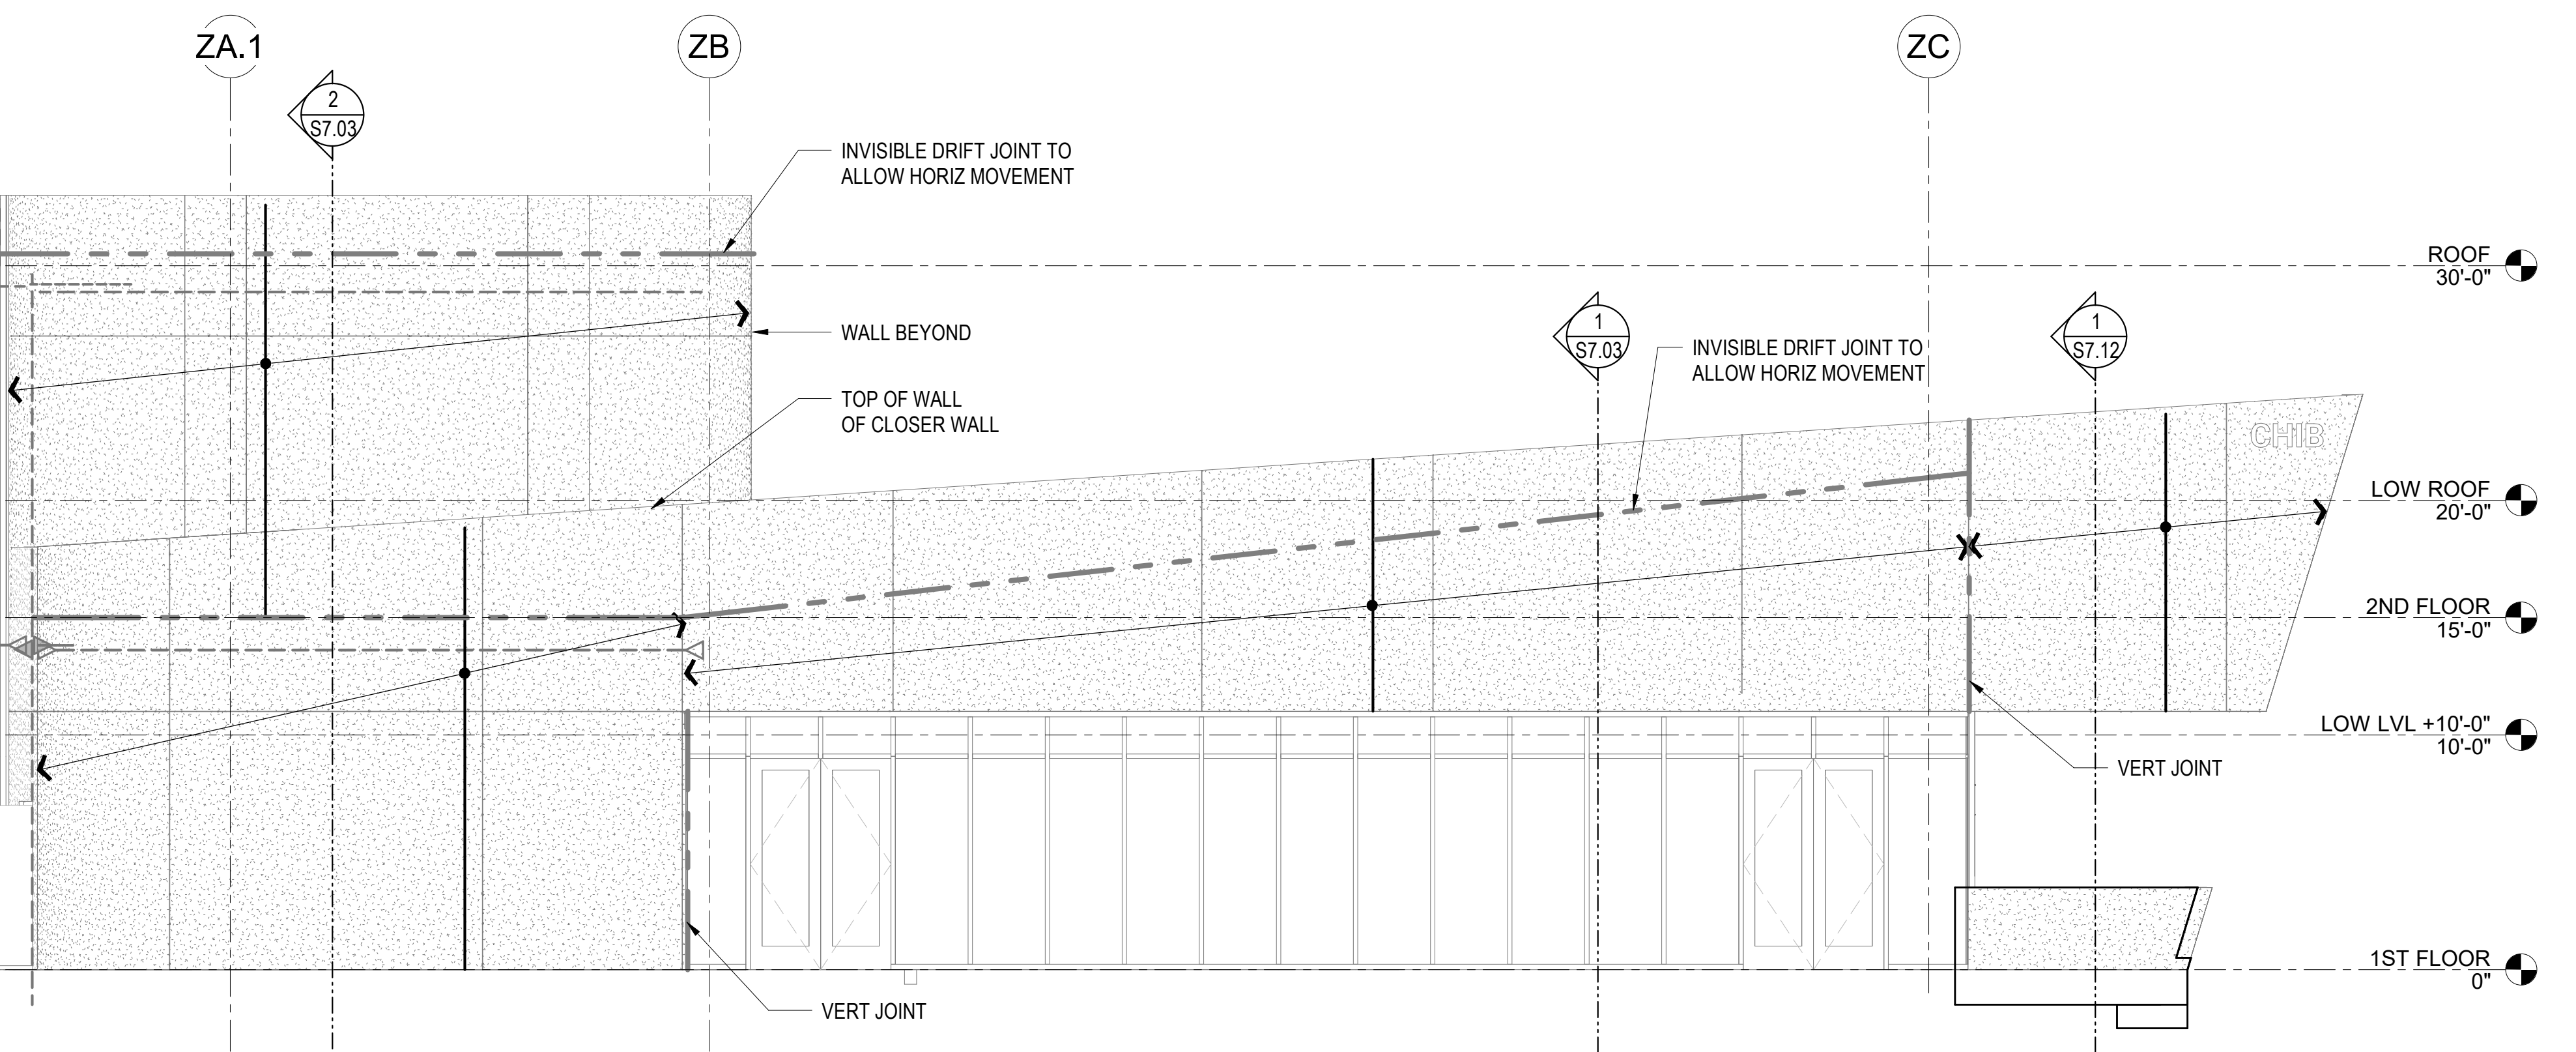 ZA.1
ZB
ZC
2
S7.03
INVISIBLE DRIFT JOINT TO
ALLOW HORIZ MOVEMENT
ROOF
30'-0"
WALL BEYOND
1
S7.03
INVISIBLE DRIFT JOINT TO
ALLOW HORIZ MOVEMENT
1
S7.12
TOP OF WALL
OF CLOSER WALL
CHIB
LOW ROOF
20'-0"
2ND FLOOR
15'-0"
LOW LVL +10'-0"
10'-0"
VERT JOINT
1ST FLOOR
0"
VERT JOINT